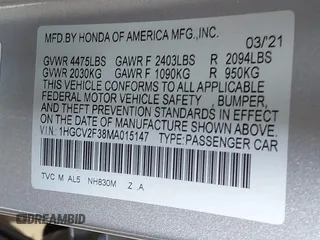 MFD. BY HONDA OF AMERICA MFG.,INC. 03/'21
GVWR 4475LBS GAWR F 2403LBS R 2094LBS
GVWR 2030KG GAWR F 1090KG R 950KG
THIS VEHICLE CONFORMS TO ALL APPLICABLE
FEDERAL MOTOR VEHICLE SAFETY , BUMPER,
AND THEFT PREVENTION STANDARDS IN EFFECT
ON THE DATE OF MANUFACTURE SHOWN ABOVE.
V.I.N: 1HGCV2F38MA015147 TYPE:PASSENGER CAR
TVC M AL5 NH830M Z .A
© DREAMBID